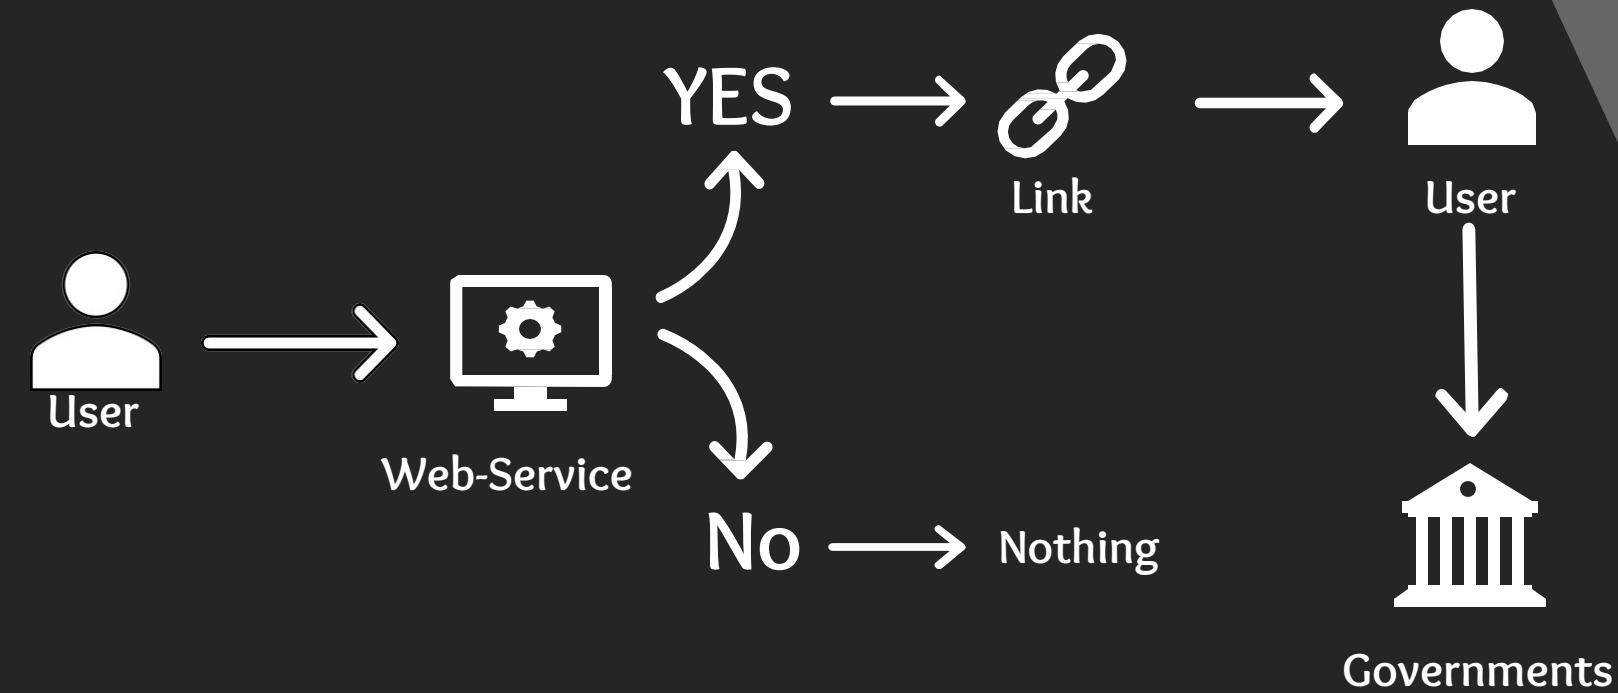 YES
Link
User
User
Web-Service
No
Nothing
Governments